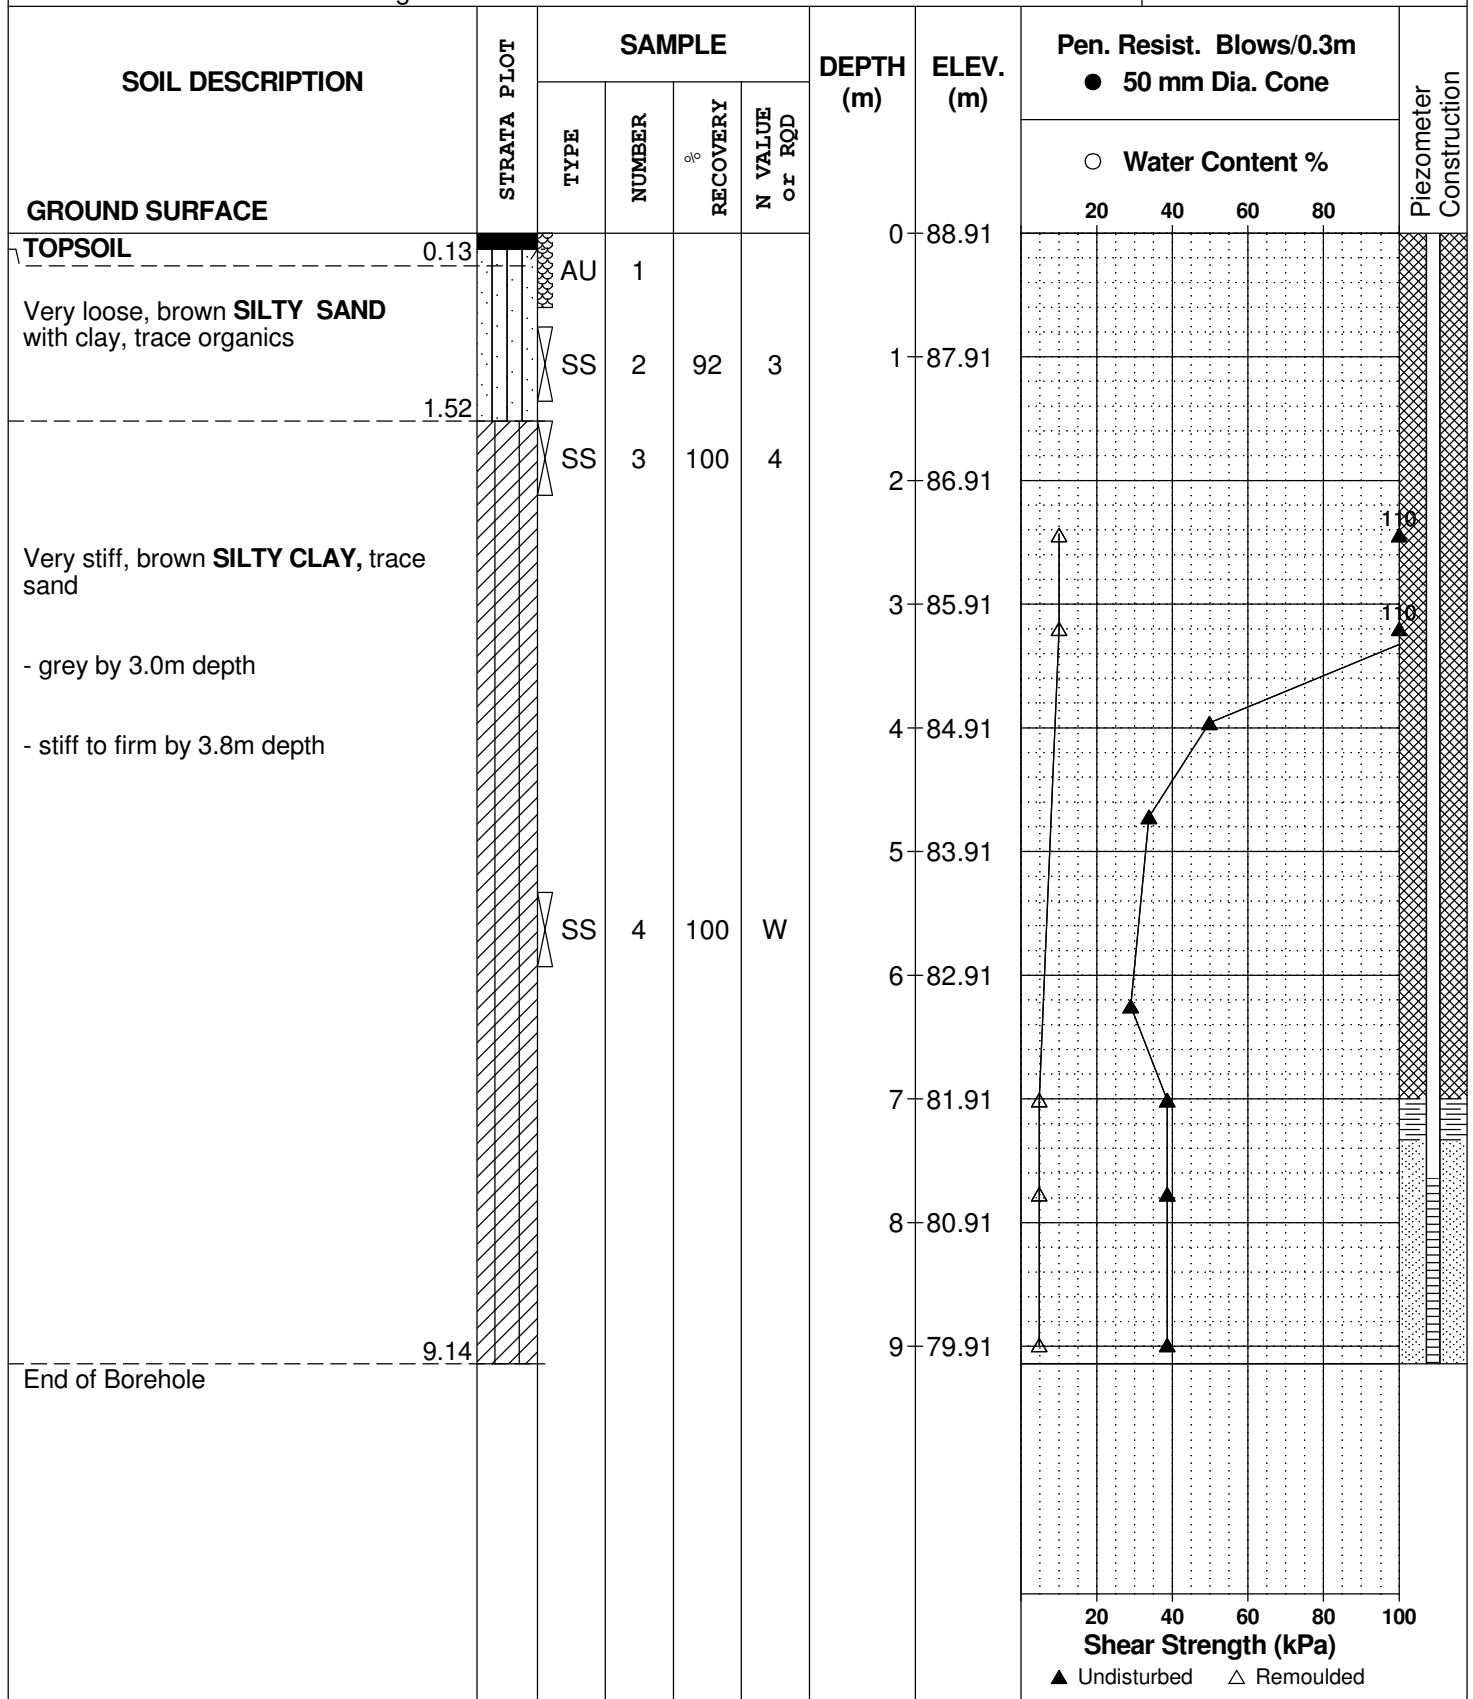 SOIL DESCRIPTION
GROUND SURFACE
STRATA PLOT
SAMPLE
TYPE
NUMBER
% RECOVERY
N VALUE
or RQD
DEPTH
(m)
ELEV.
(m)
Pen. Resist. Blows/0.3m
● 50 mm Dia. Cone
○ Water Content %
20 40 60 80
Piezometer
Construction
TOPSOIL 0.13
0 88.91
AU 1
Very loose, brown SILTY SAND
with clay, trace organics
SS 2 92 3
1 87.91
1.52
SS 3 100 4
2 86.91
110
Very stiff, brown SILTY CLAY, trace
sand
3 85.91
110
- grey by 3.0m depth
4 84.91
- stiff to firm by 3.8m depth
5 83.91
SS 4 100 W
6 82.91
7 81.91
8 80.91
9 79.91
9.14
End of Borehole
20 40 60 80 100
Shear Strength (kPa)
▲ Undisturbed △ Remoulded